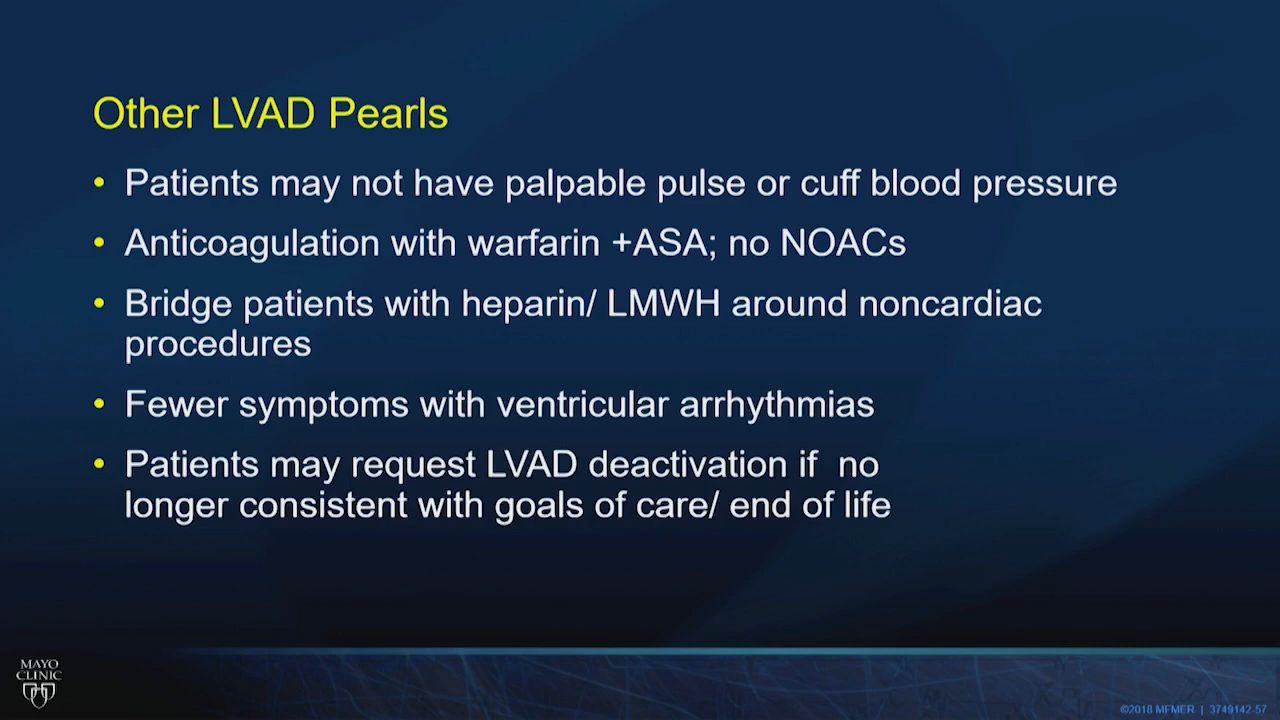 Other LVAD Pearls
• Patients may not have palpable pulse or cuff blood pressure
• Anticoagulation with warfarin +ASA; no NOACs
• Bridge patients with heparin/ LMWH around noncardiac
procedures
• Fewer symptoms with ventricular arrhythmias
• Patients may request LVAD deactivation if  no
longer consistent with goals of care/ end of life
MAYO
CLINIC
©2018 MFMER | 3749142-57